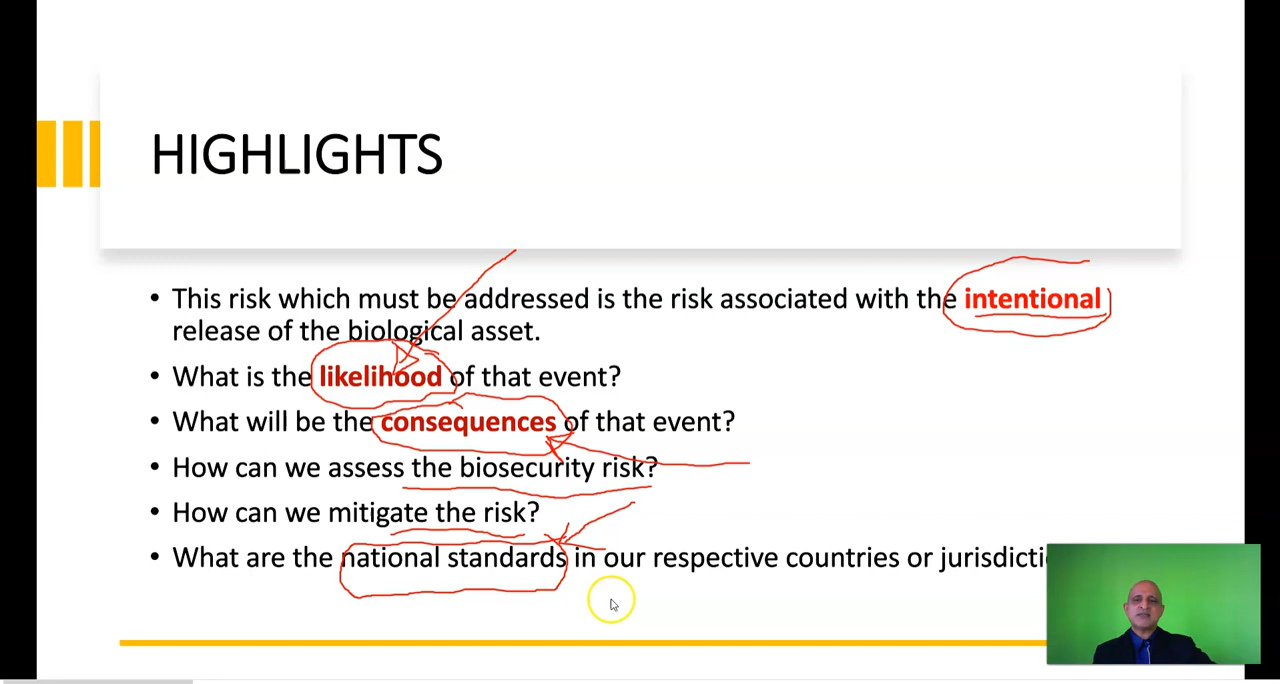 HIGHLIGHTS
• This risk which must be addressed is the risk associated with the intentional
release of the biological asset.
• What is the likelihood of that event?
• What will be the consequences of that event?
• How can we assess the biosecurity risk?
• How can we mitigate the risk?
• What are the national standards in our respective countries or